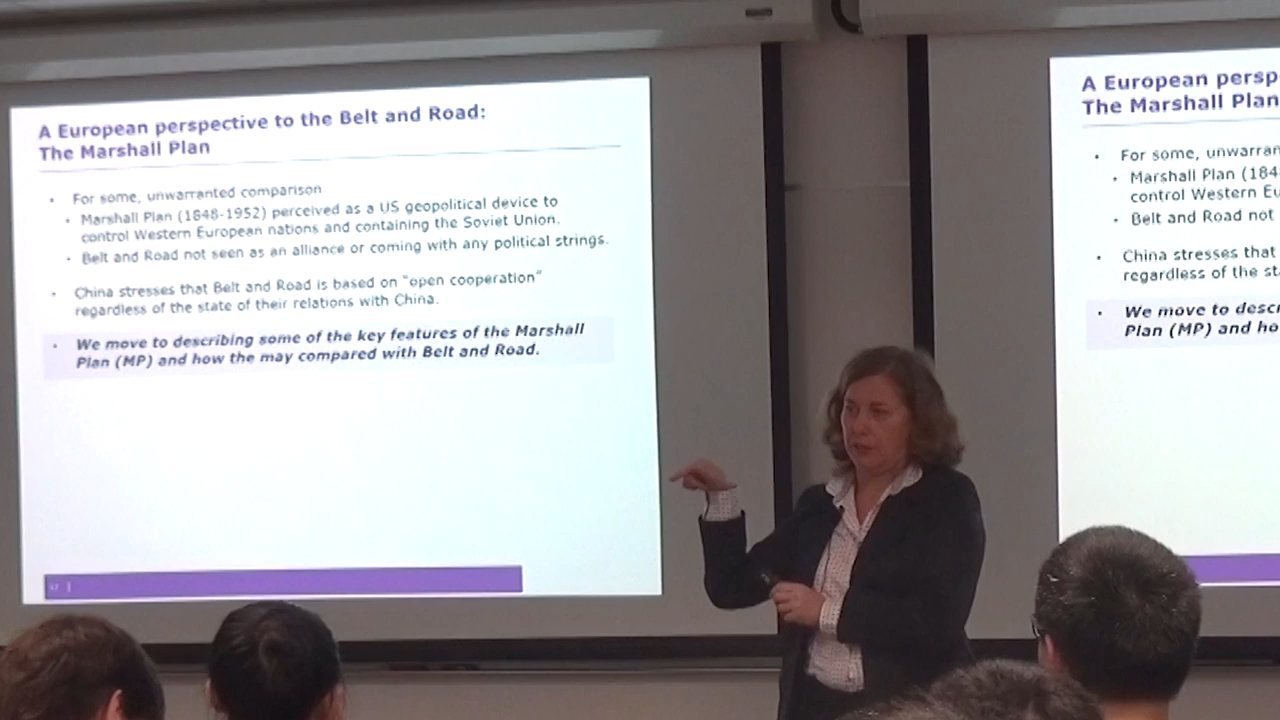 A European perspective to the Belt and Road:
The Marshall Plan
• For some, unwarranted comparison
• Marshall Plan (1848-1952) perceived as a US geopolitical device to
control Western European nations and containing the Soviet Union.
• Belt and Road not seen as an alliance or coming with any political strings.
• China stresses that Belt and Road is based on "open cooperation"
regardless of the state of their relations with China.
• We move to describing some of the key features of the Marshall
Plan (MP) and how the may compared with Belt and Road.
A European persp
The Marshall Plan
• For some, unwarran
• Marshall Plan (184
control Western Eu
• Belt and Road not
• China stresses that
regardless of the st
• We move to descr
Plan (MP) and ho